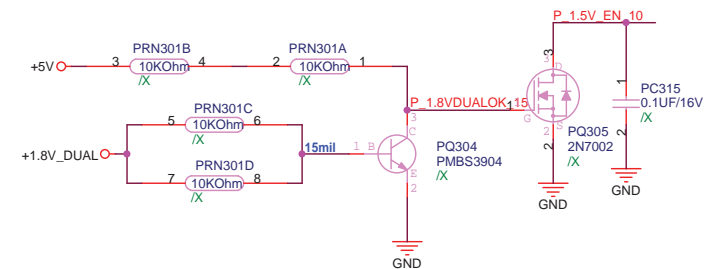 P_1.5V_EN_10
PRN301B
PRN301A
+5V
3
10KOhm
4
2
10KOhm
1
/X
/X
3
D
1
PC315
0.1UF/16V
/X
2
P_1.8VDUALOK_15
1
G
S
2
PQ305
2N7002
/X
2
GND
GND
PRN301C
5
10KOhm
6
/X
+1.8V_DUAL
15mil
1
B
3
C
PQ304
PMBS3904
/X
E
2
PRN301D
7
10KOhm
8
/X
3
GND